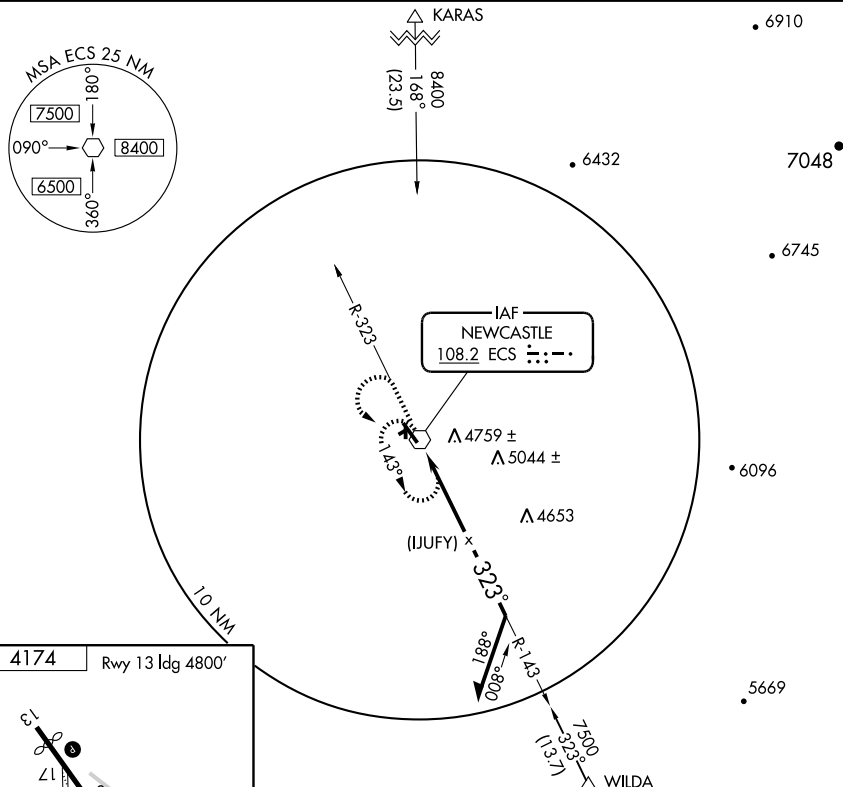 KARAS
6910
MSA ECS 25 NM
180°
7500
090°
8400
6500
360°
8400
168°
(23.5)
6432
7048
6745
R-323
IAF
NEWCASTLE
108.2 ECS
4759 ±
5044 ±
143°
6096
4653
(IJUFY) x
323°
10 NM
188°
008°
R-143
5669
7500
323°
(13.7)
WILDA
4174
Rwy 13 ldg 4800'
13
P
17